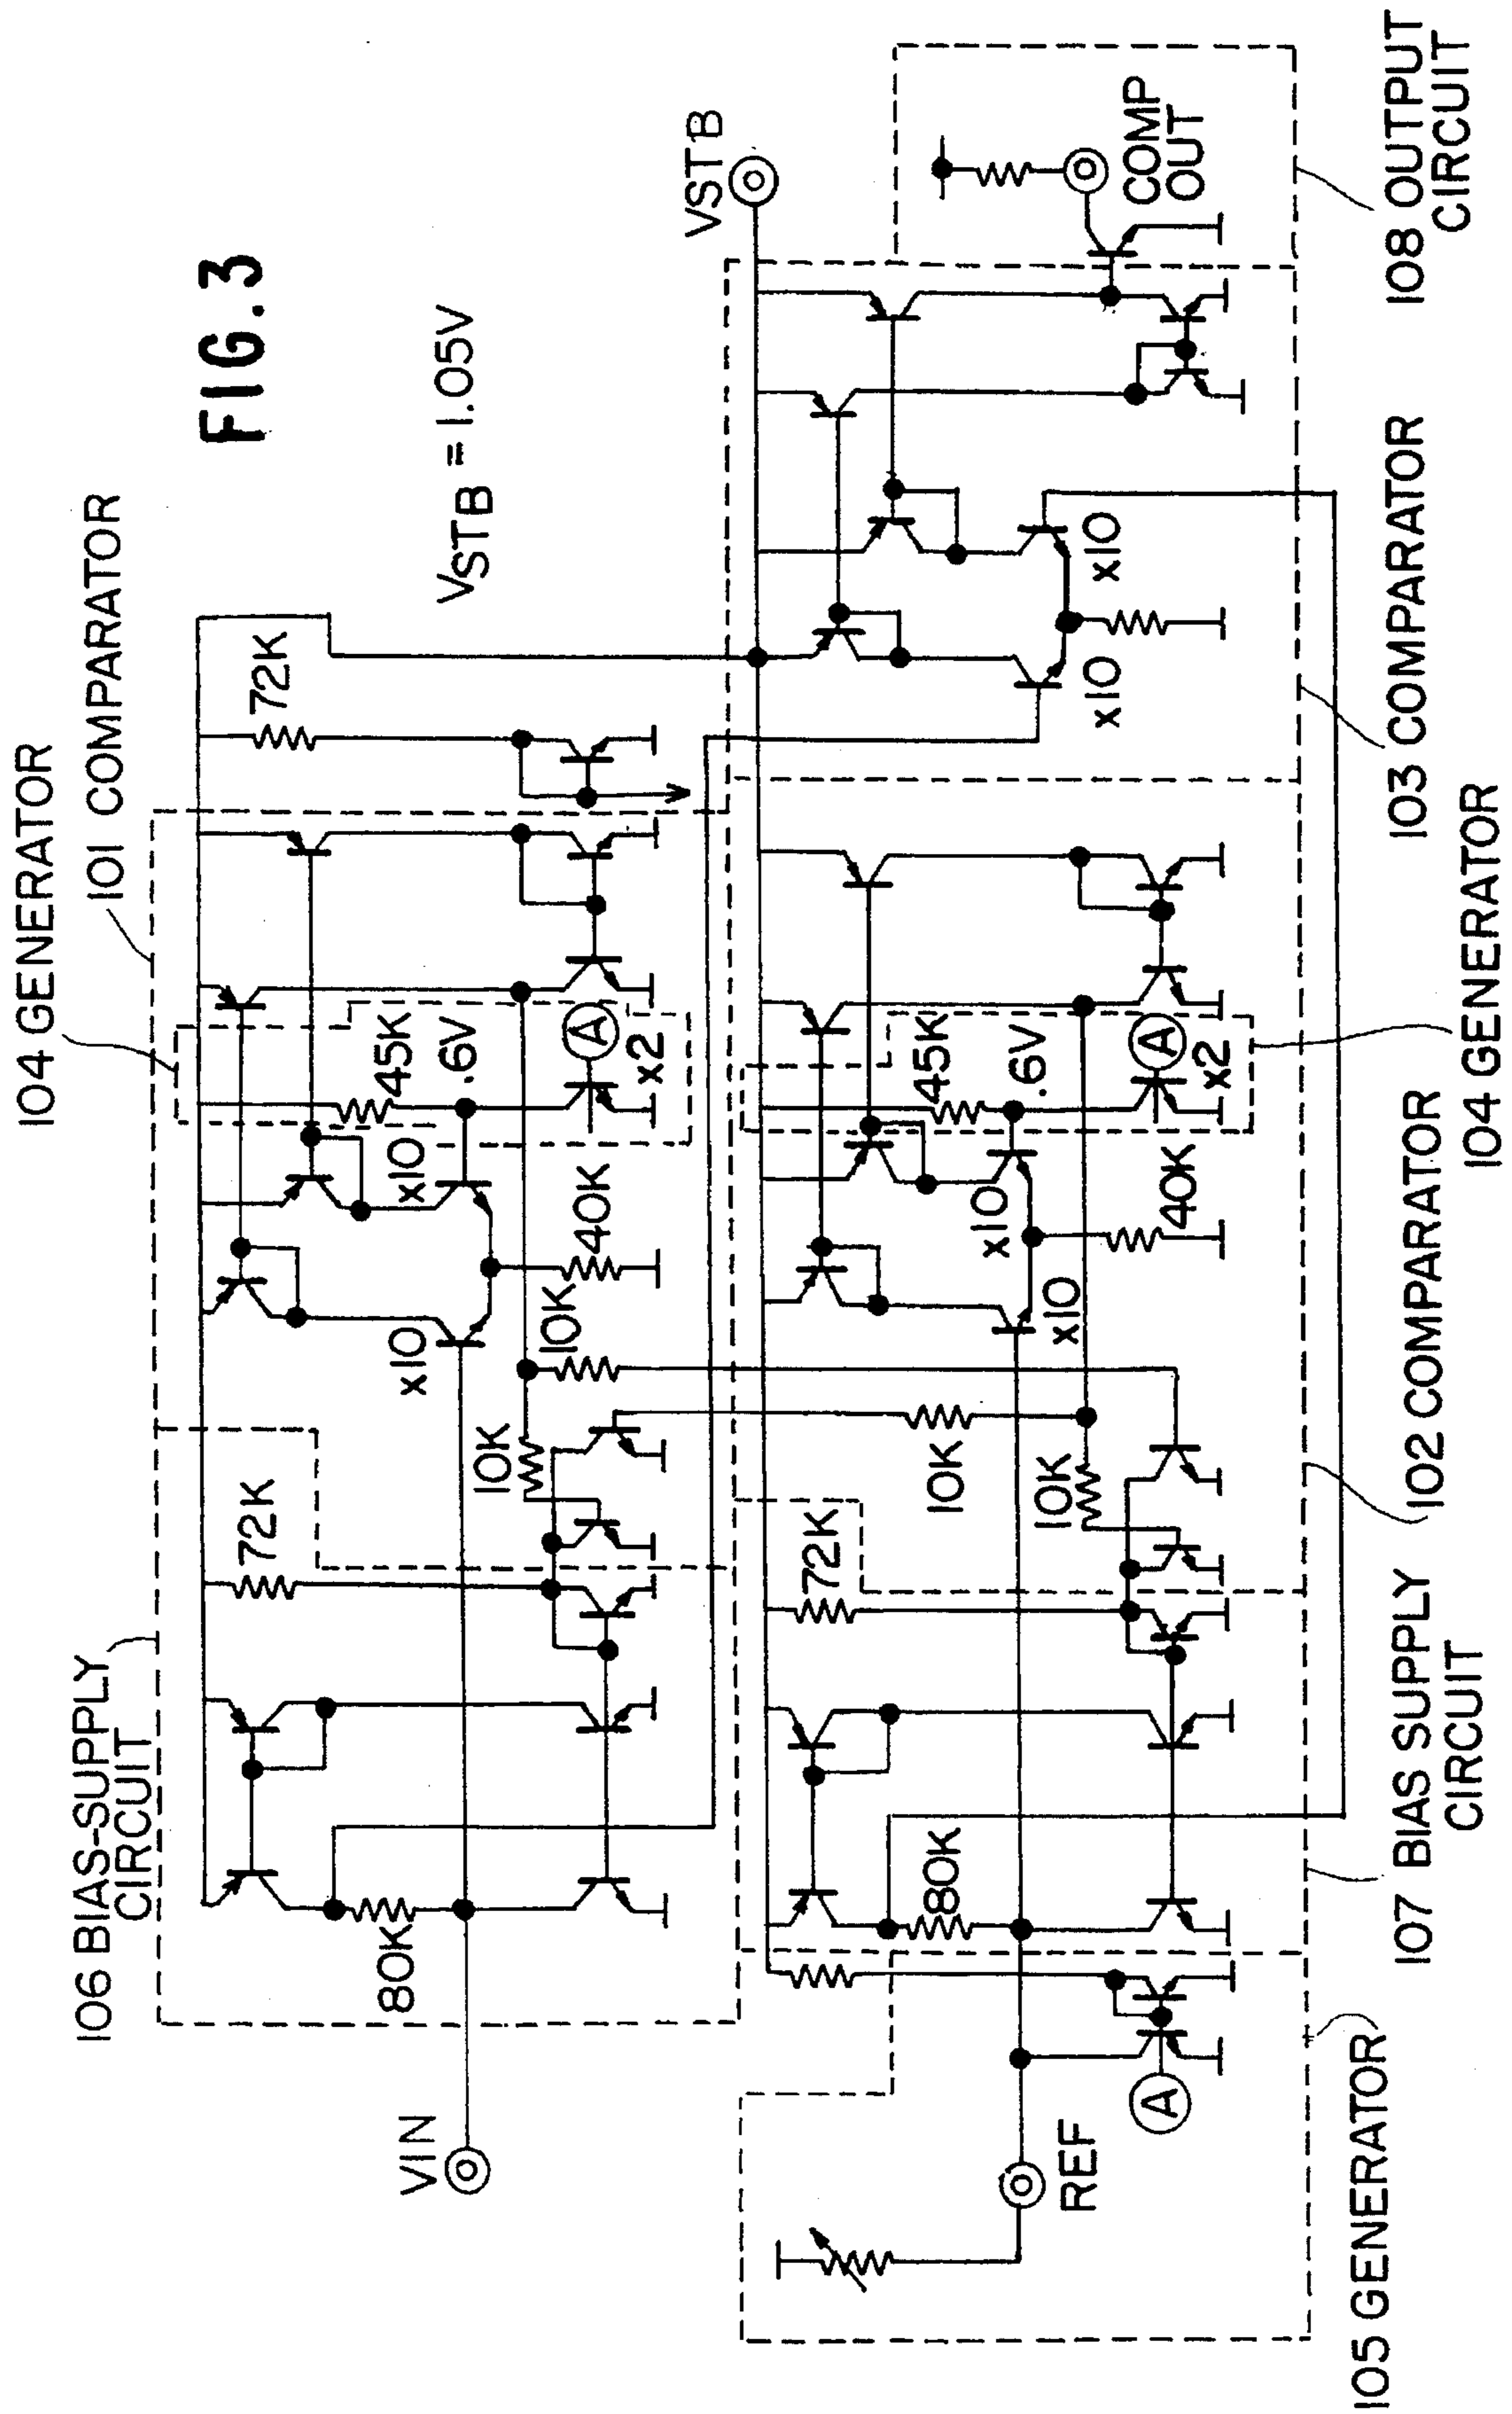 FIG. 3
104 GENERATOR
101 COMPARATOR
106 BIAS-SUPPLY
CIRCUIT
VSTB = 1.05V
72K
72K
45K
.6V
A
x2
x10
x10
40K
10K
10K
80K
VIN
VSTB
COMP
OUT
x10
x10
45K
.6V
A
x2
x10
x10
40K
10K
10K
72K
80K
REF
A
105 GENERATOR
107 BIAS SUPPLY
CIRCUIT
102 COMPARATOR
104 GENERATOR
103 COMPARATOR
108 OUTPUT
CIRCUIT